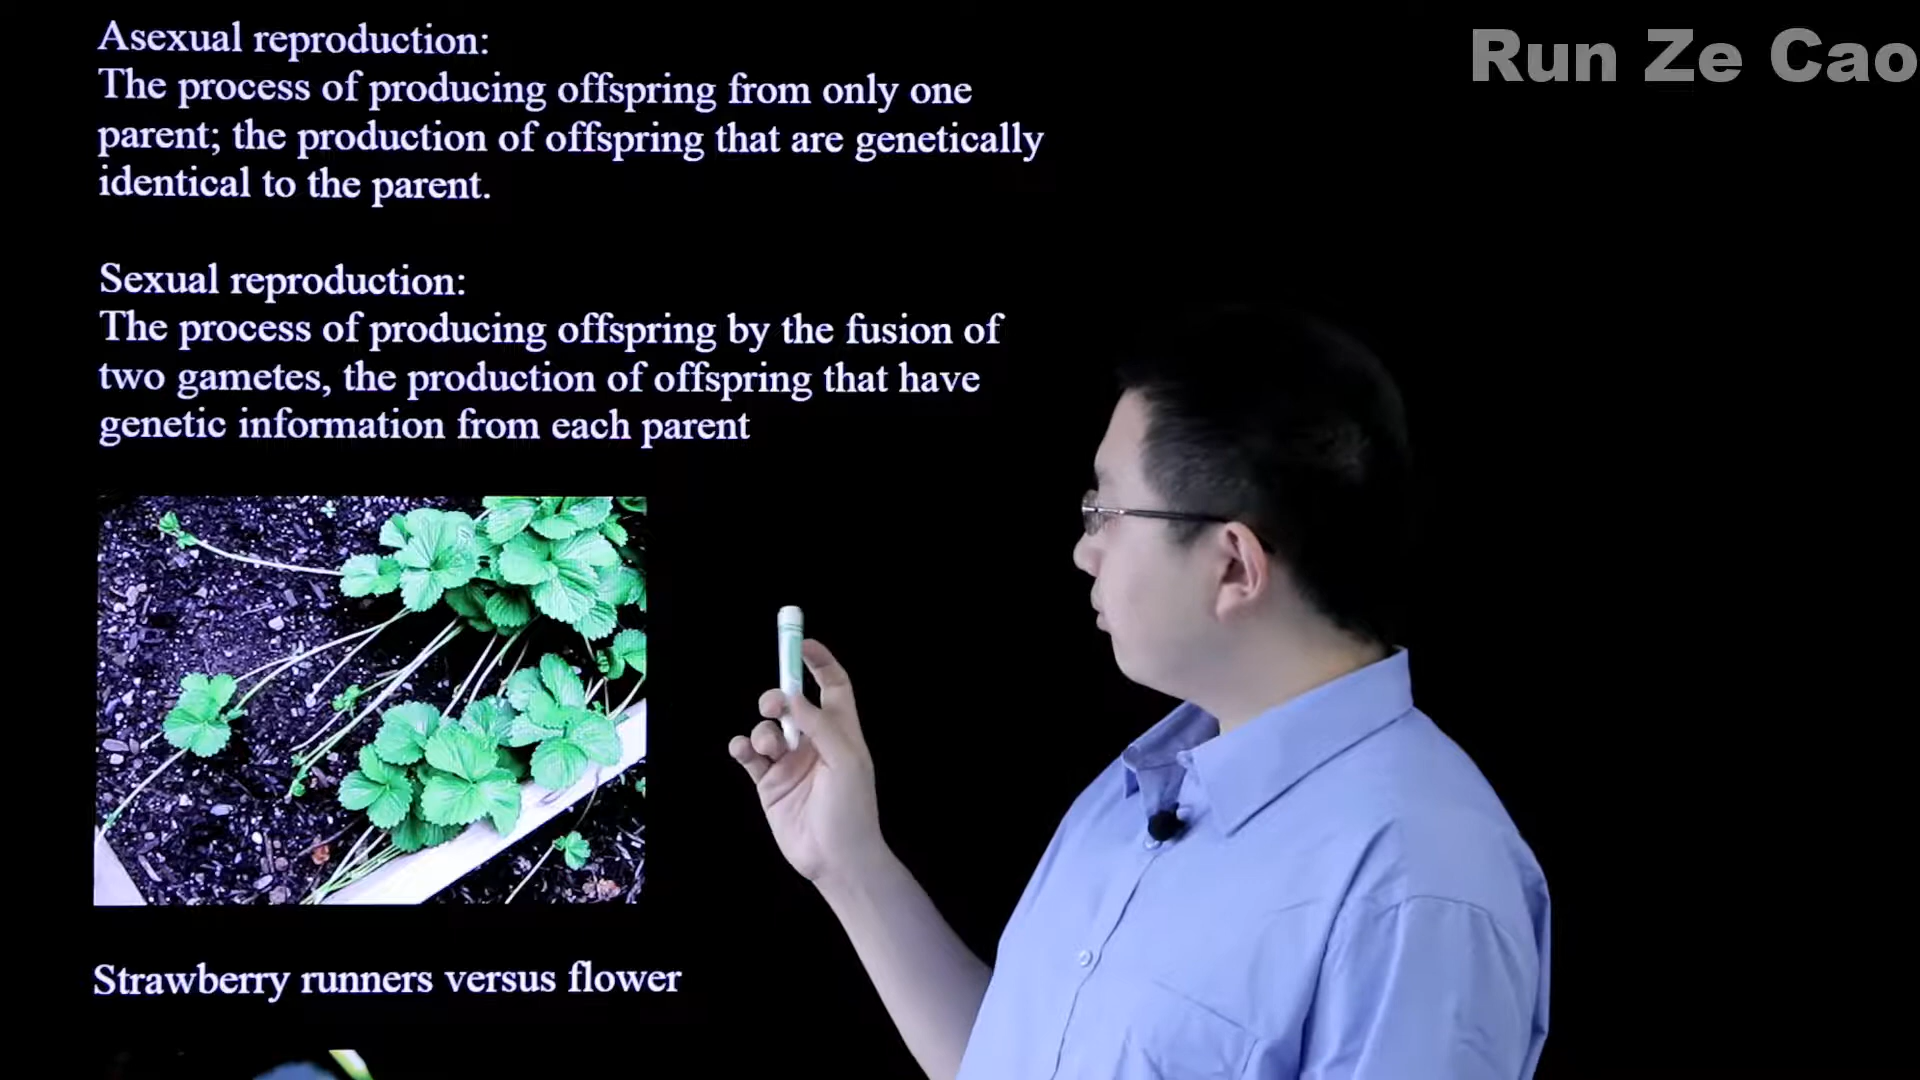 Run Ze Cao
Asexual reproduction:
The process of producing offspring from only one
parent; the production of offspring that are genetically
identical to the parent.
Sexual reproduction:
The process of producing offspring by the fusion of
two gametes, the production of offspring that have
genetic information from each parent
Strawberry runners versus flower